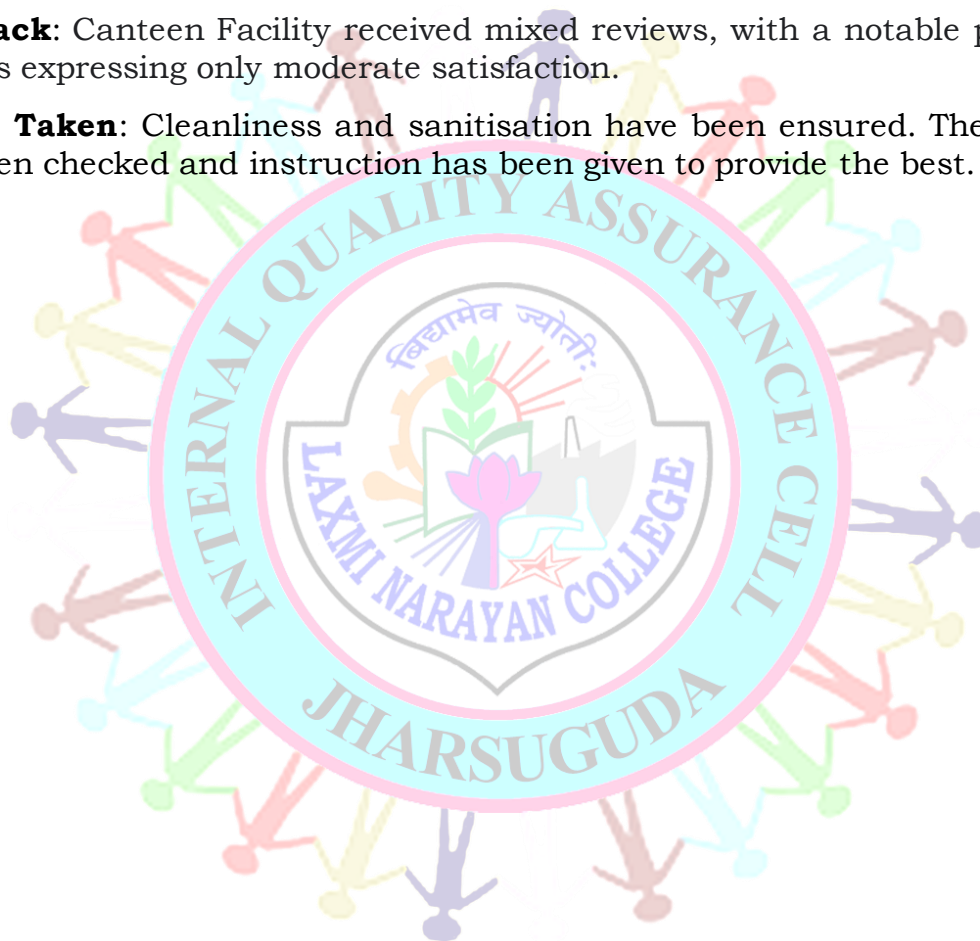 ack: Canteen Facility received mixed reviews, with a notable p
s expressing only moderate satisfaction.
Taken: Cleanliness and sanitisation have been ensured. The
en checked and instruction has been given to provide the best.
INTERNAL QUALITY ASSURANCE CELL
विद्यामेव ज्योतीः
LAXMI NARAYAN COLLEGE
JHARSUGUDA